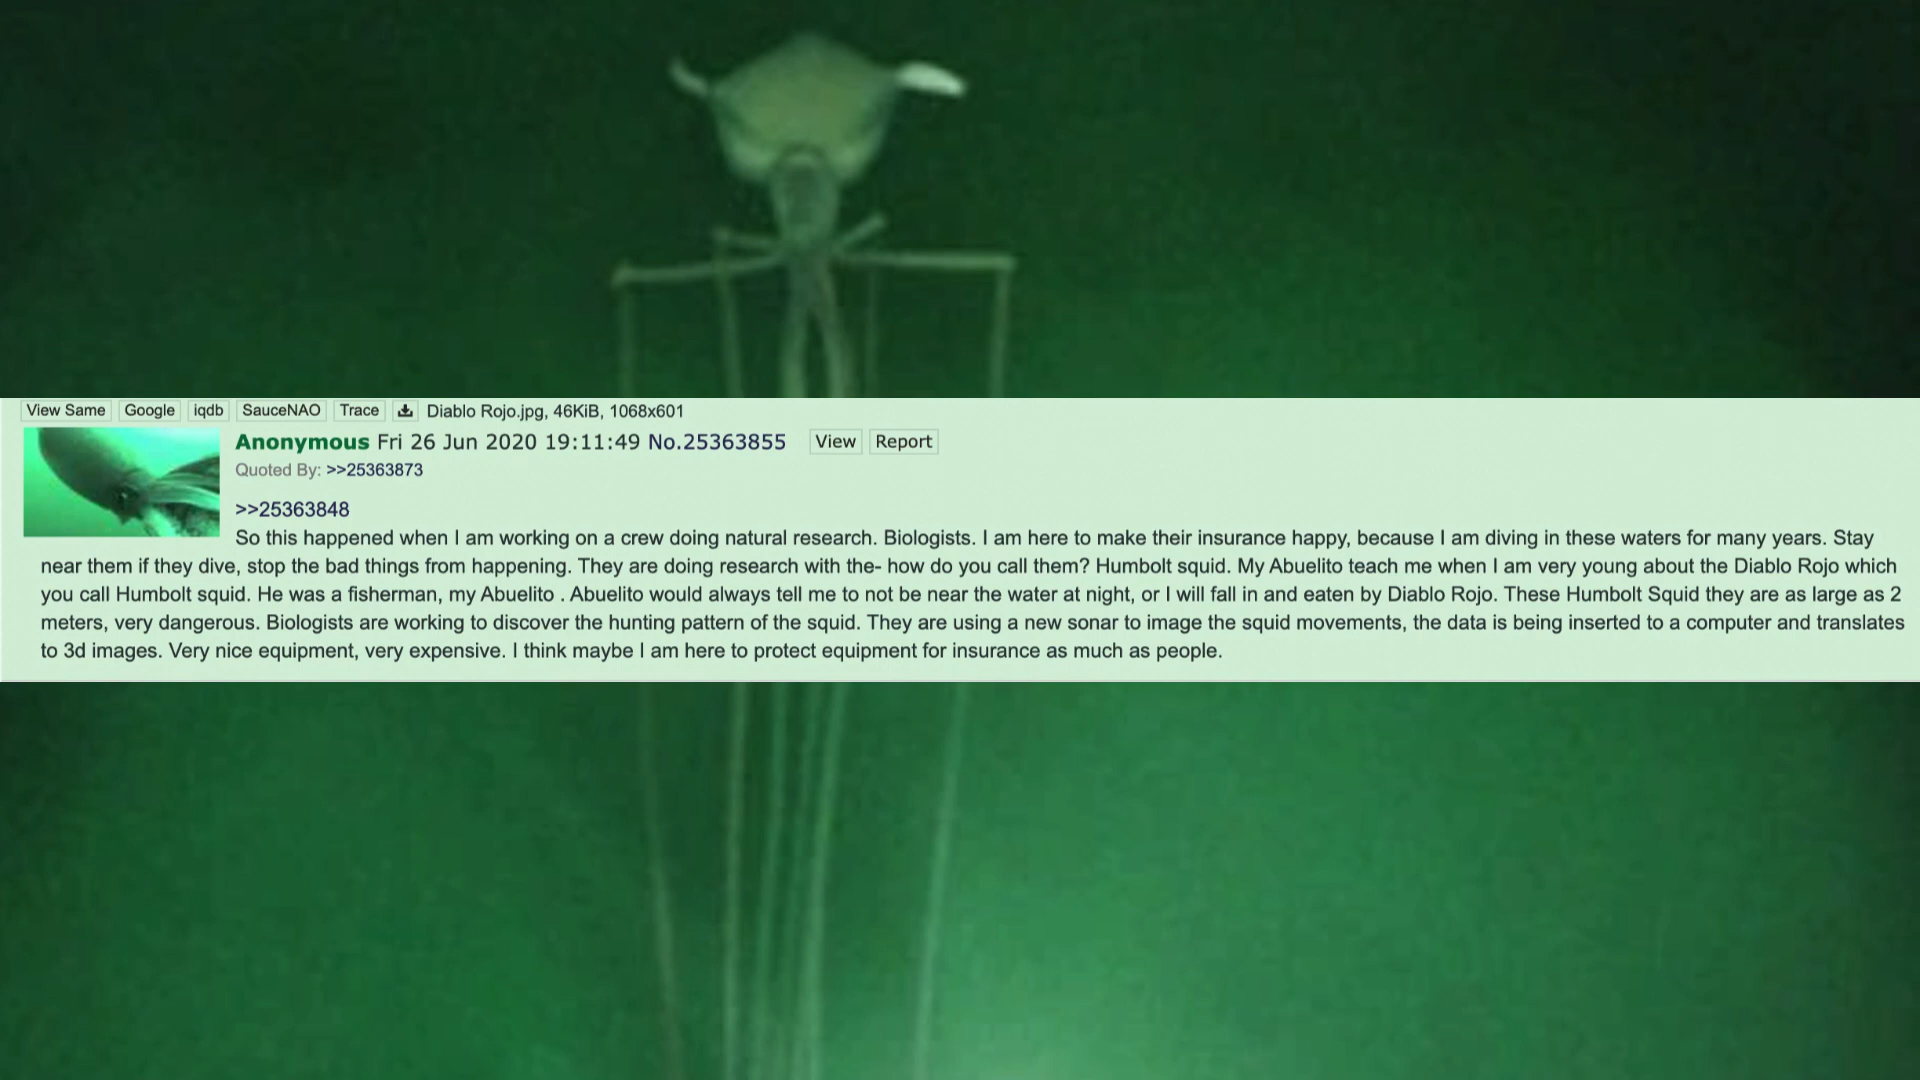 View Same Google iqdb SauceNAO Trace Diablo Rojo.jpg, 46KiB, 1068x601
Anonymous Fri 26 Jun 2020 19:11:49 No.25363855 View Report
Quoted By: >>25363873
>>25363848
So this happened when I am working on a crew doing natural research. Biologists. I am here to make their insurance happy, because I am diving in these waters for many years. Stay
near them if they dive, stop the bad things from happening. They are doing research with the- how do you call them? Humbolt squid. My Abuelito teach me when I am very young about the Diablo Rojo which
you call Humbolt squid. He was a fisherman, my Abuelito . Abuelito would always tell me to not be near the water at night, or I will fall in and eaten by Diablo Rojo. These Humbolt Squid they are as large as 2
meters, very dangerous. Biologists are working to discover the hunting pattern of the squid. They are using a new sonar to image the squid movements, the data is being inserted to a computer and translates
to 3d images. Very nice equipment, very expensive. I think maybe I am here to protect equipment for insurance as much as people.